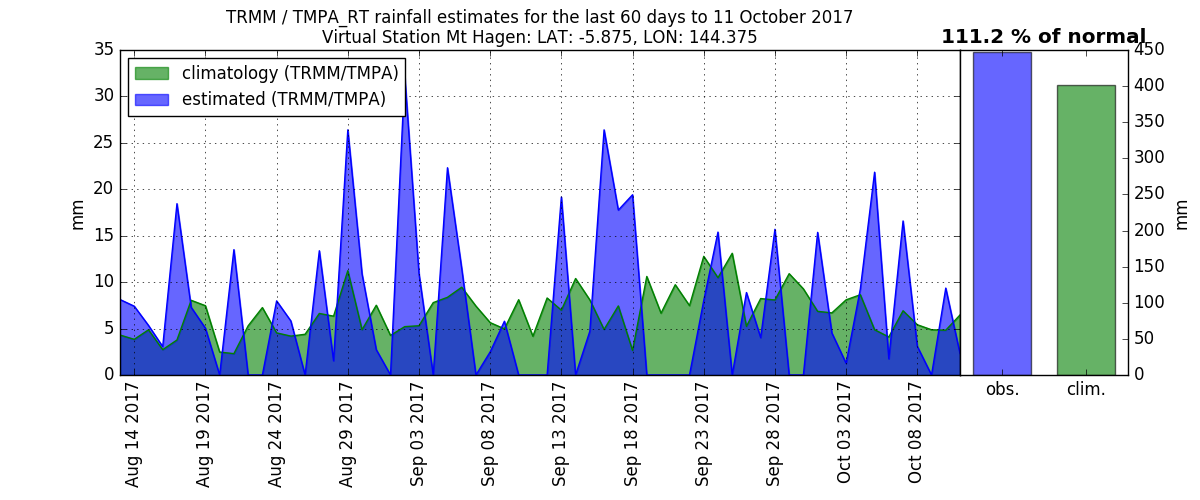 TRMM / TMPA_RT rainfall estimates for the last 60 days to 11 October 2017
Virtual Station Mt Hagen: LAT: -5.875, LON: 144.375
111.2 % of normal
climatology (TRMM/TMPA)
estimated (TRMM/TMPA)
35
30
25
20
15
10
5
0
mm
Aug 14 2017
Aug 19 2017
Aug 24 2017
Aug 29 2017
Sep 03 2017
Sep 08 2017
Sep 13 2017
Sep 18 2017
Sep 23 2017
Sep 28 2017
Oct 03 2017
Oct 08 2017
450
400
350
300
250
200
150
100
50
0
mm
obs.
clim.